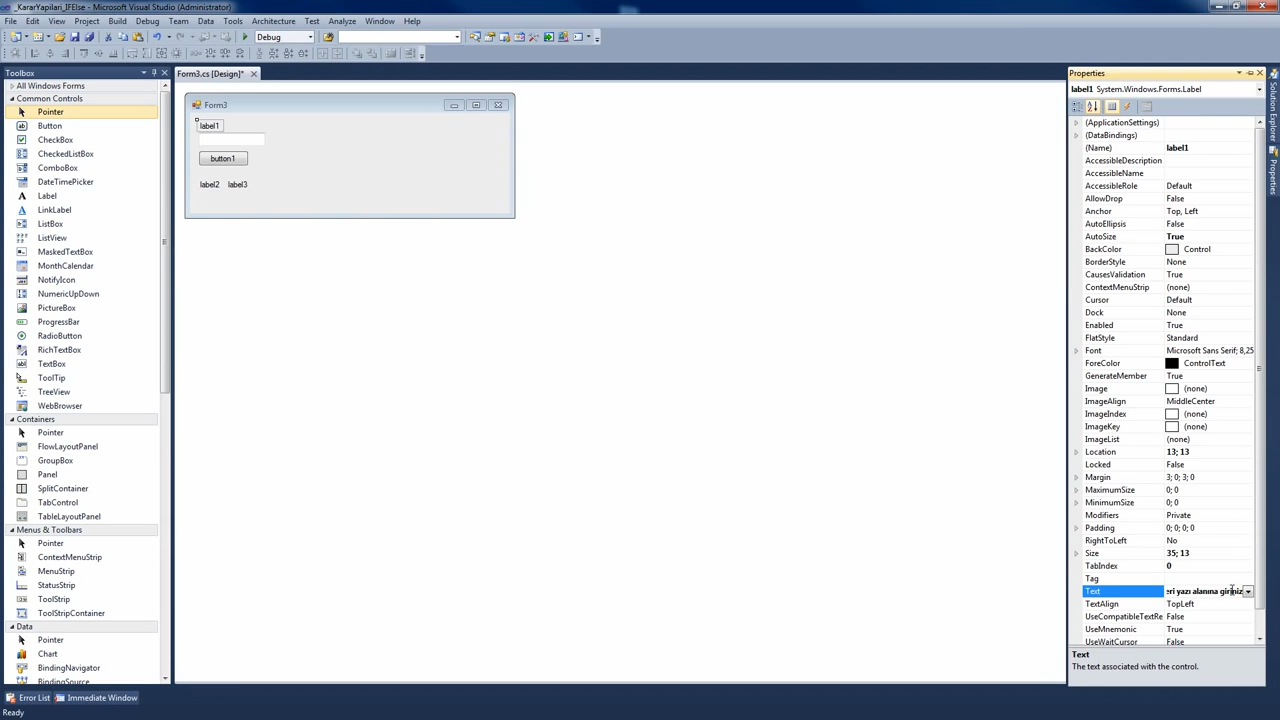 _KararYapilari_IFElse - Microsoft Visual Studio (Administrator)
File Edit View Project Build Debug Team Data Tools Architecture Test Analyze Window Help
Debug
Toolbox
All Windows Forms
Common Controls
Pointer
Button
CheckBox
CheckedListBox
ComboBox
DateTimePicker
Label
LinkLabel
ListBox
ListView
MaskedTextBox
MonthCalendar
NotifyIcon
NumericUpDown
PictureBox
ProgressBar
RadioButton
RichTextBox
TextBox
ToolTip
TreeView
WebBrowser
Containers
Pointer
FlowLayoutPanel
GroupBox
Panel
SplitContainer
TabControl
TableLayoutPanel
Menus & Toolbars
Pointer
ContextMenuStrip
MenuStrip
StatusStrip
ToolStrip
ToolStripContainer
Data
Pointer
Chart
BindingNavigator
BindingSource
Form3.cs [Design]*
Form3
label1
button1
label2 label3
Properties
label1 System.Windows.Forms.Label
(ApplicationSettings)
(DataBindings)
(Name) label1
AccessibleDescription
AccessibleName
AccessibleRole Default
AllowDrop False
Anchor Top, Left
AutoEllipsis False
AutoSize True
BackColor Control
BorderStyle None
CausesValidation True
ContextMenuStrip (none)
Cursor Default
Dock None
Enabled True
FlatStyle Standard
Font Microsoft Sans Serif; 8,25
ForeColor ControlText
GenerateMember True
Image (none)
ImageAlign MiddleCenter
ImageIndex (none)
ImageKey (none)
ImageList (none)
Location 13; 13
Locked False
Margin 3; 0; 3; 0
MaximumSize 0; 0
MinimumSize 0; 0
Modifiers Private
Padding 0; 0; 0; 0
RightToLeft No
Size 35; 13
TabIndex 0
Tag
Text eri yazı alanına giriniz
TextAlign TopLeft
UseCompatibleTextRe False
UseMnemonic True
UseWaitCursor False
Text
The text associated with the control.
Solution Explorer
Properties
Error List Immediate Window
Ready